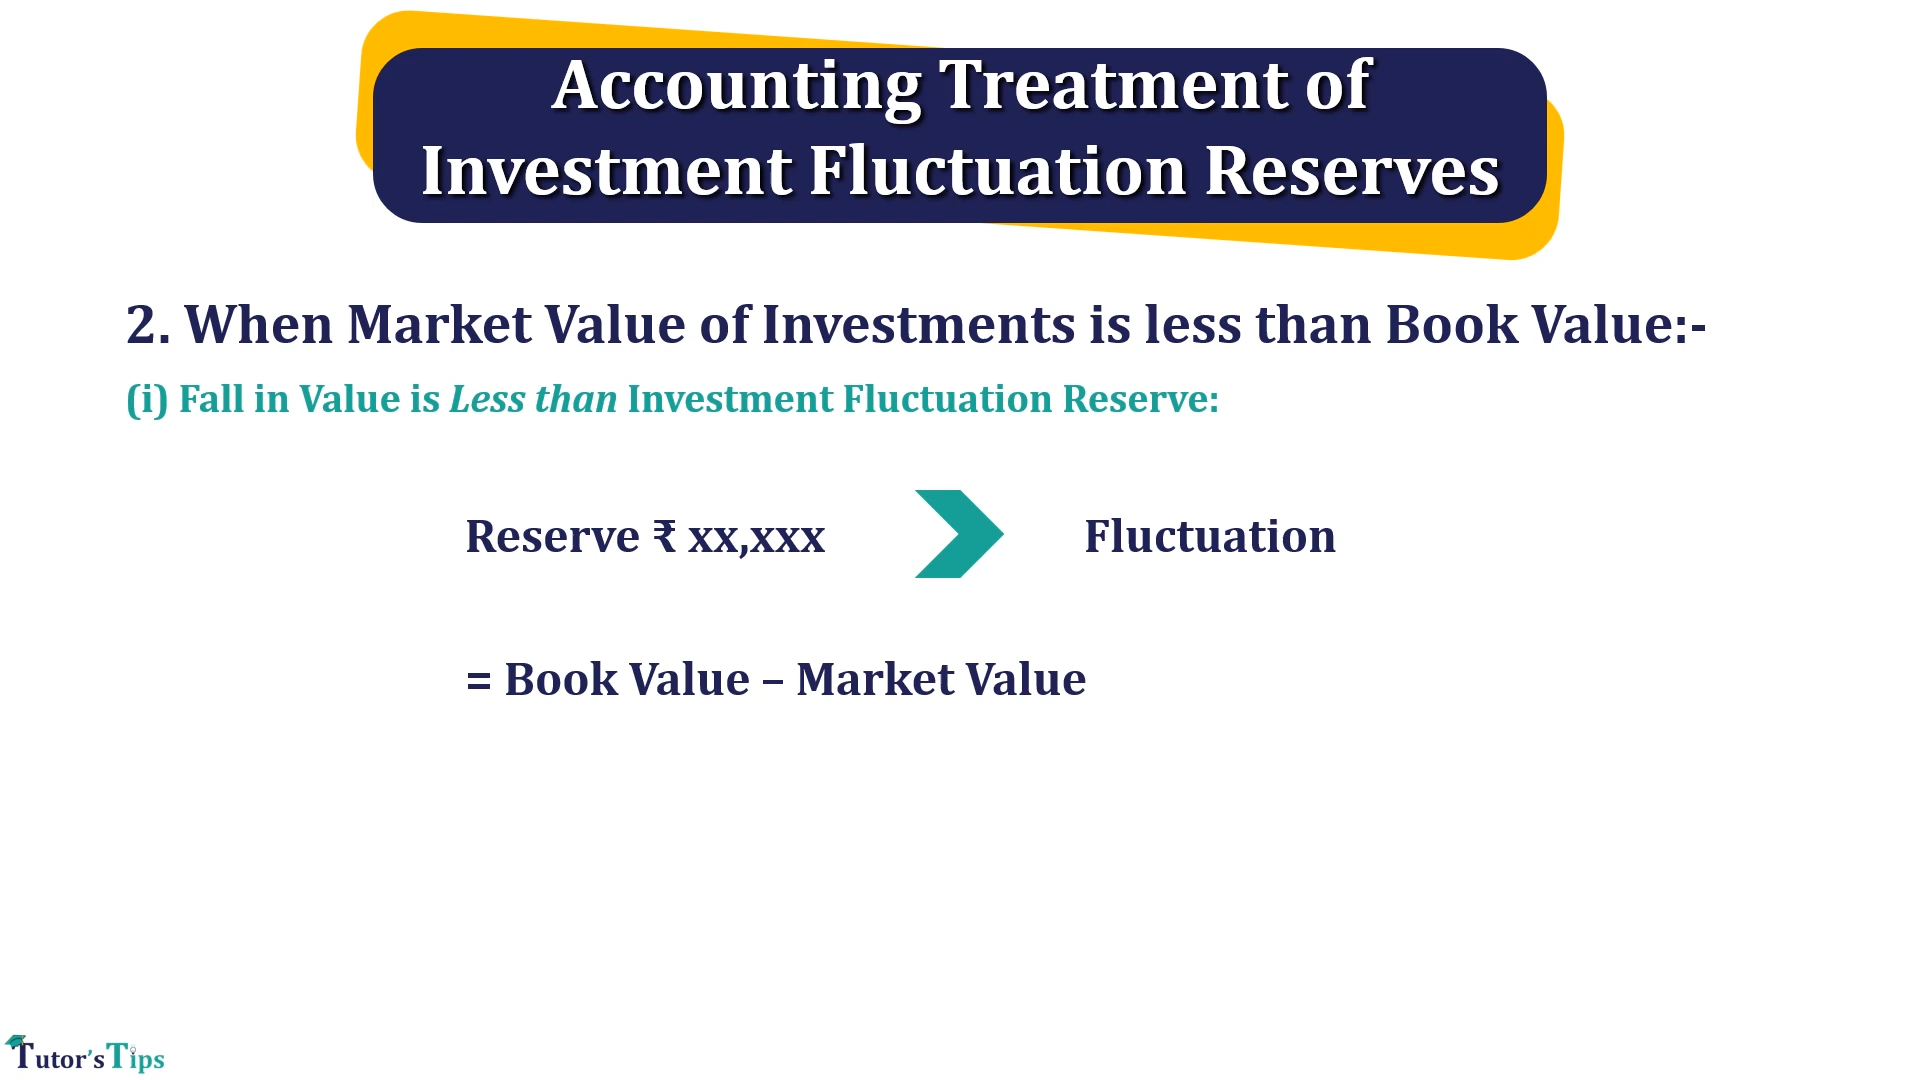 Accounting Treatment of
Investment Fluctuation Reserves
2. When Market Value of Investments is less than Book Value:-
(i) Fall in Value is Less than Investment Fluctuation Reserve:
Reserve ₹ xx,xxx Fluctuation
= Book Value – Market Value
Tutor'sTips